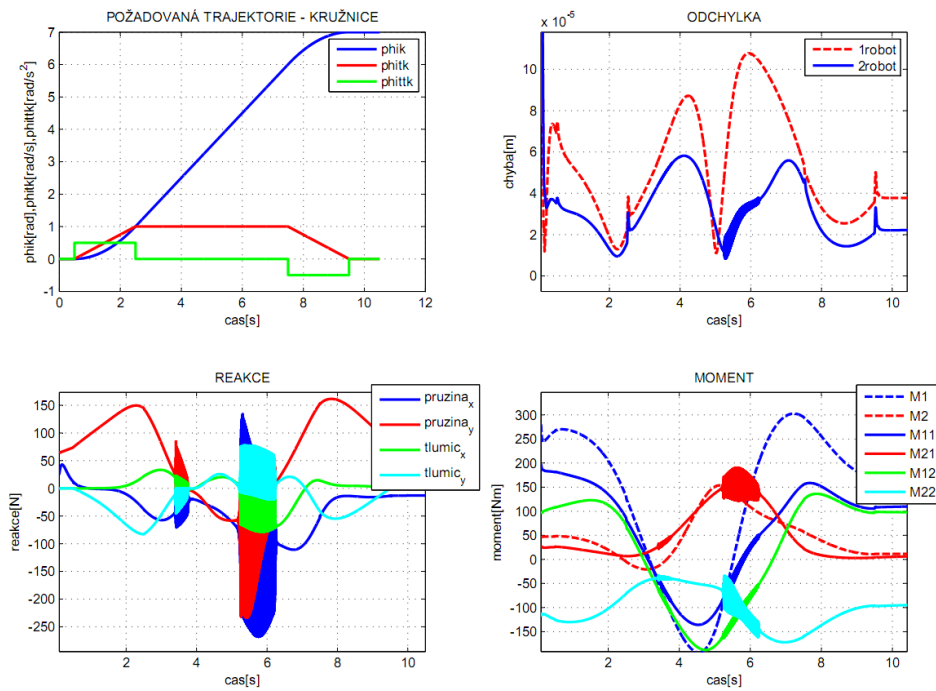 POŽADOVANÁ TRAJEKTORIE - KRUŽNICE
7
6
5
4
3
2
1
0
-1
phik[rad],phitk[rad/s],phittk[rad/s²]
phik
phitk
phittk
0 2 4 6 8 10 12
cas[s]
ODCHYLKA
x 10⁻⁵
10
8
6
4
2
0
chyba[m]
1robot
2robot
2 4 6 8 10
cas[s]
REAKCE
150
100
50
0
-50
-100
-150
-200
-250
reakce[N]
pruzinaₓ
pruzina_y
tlumicₓ
tlumic_y
2 4 6 8 10
cas[s]
MOMENT
300
250
200
150
100
50
0
-50
-100
-150
moment[Nm]
M1
M2
M11
M21
M12
M22
2 4 6 8 10
cas[s]